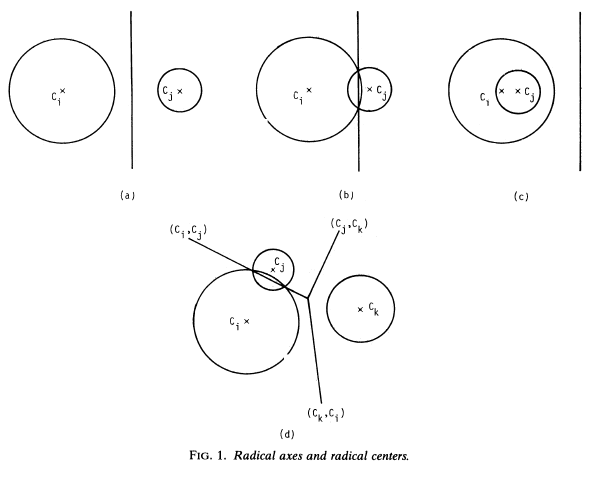 C_i C_j C_i C_j C_ı C_j
(a) (b) (c)
(C_i,C_j) (C_j,C_k)
C_j
C_k
C_i
(C_k,C_i)
(d)
FIG. 1. Radical axes and radical centers.